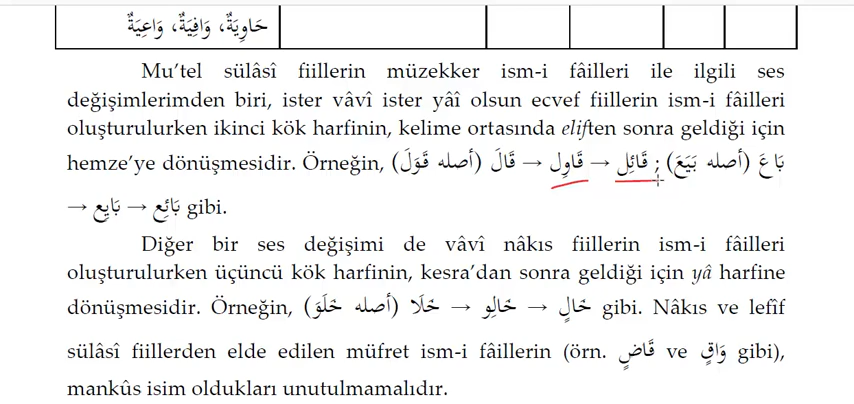 حَاوِيَةٌ، وَافِيَةٌ، وَاعِيَةٌ
Mu’tel sülâsî fiillerin müzekker ism-i fâilleri ile ilgili ses
değişimlerimden biri, ister vâvî ister yâî olsun ecvef fiillerin ism-i fâilleri
oluşturulurken ikinci kök harfinin, kelime ortasında eliften sonra geldiği için
hemze’ye dönüşmesidir. Örneğin, قَالَ (أصله قَوَلَ) → قَاوِل → قَائِل ; بَاعَ (أصله بَيَعَ)
→ بَايِع → بَائِع gibi.
Diğer bir ses değişimi de vâvî nâkıs fiillerin ism-i fâilleri
oluşturulurken üçüncü kök harfinin, kesra’dan sonra geldiği için yâ harfine
dönüşmesidir. Örneğin, خَلَا (أصله خَلَوَ) → خَالِو → خَالٍ gibi. Nâkıs ve lefîf
sülâsî fiillerden elde edilen müfret ism-i fâillerin (örn. قَاضٍ ve وَاقٍ gibi),
mankûs isim oldukları unutulmamalıdır.